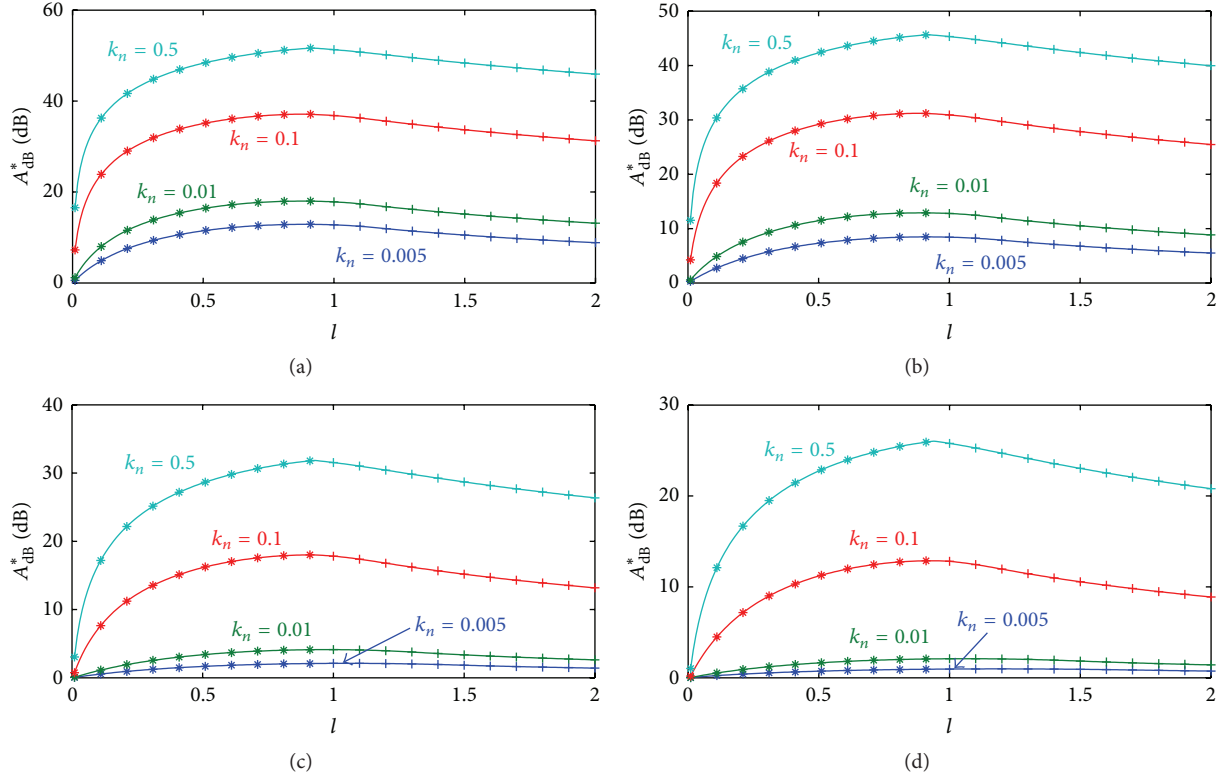 60
40
20
0
A*dB (dB)
kn = 0.5
kn = 0.1
kn = 0.01
kn = 0.005
0 0.5 1 1.5 2
l
(a)
50
40
30
20
10
0
A*dB (dB)
kn = 0.5
kn = 0.1
kn = 0.01
kn = 0.005
0 0.5 1 1.5 2
l
(b)
40
30
20
10
0
A*dB (dB)
kn = 0.5
kn = 0.1
kn = 0.01
kn = 0.005
0 0.5 1 1.5 2
l
(c)
30
20
10
0
A*dB (dB)
kn = 0.5
kn = 0.1
kn = 0.01
kn = 0.005
0 0.5 1 1.5 2
l
(d)